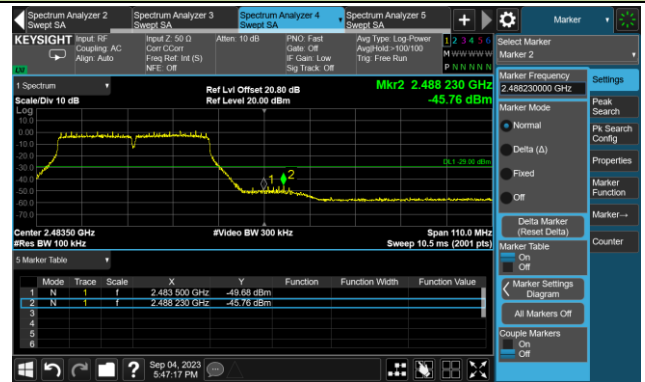 Spectrum Analyzer 2
Swept SA
Spectrum Analyzer 3
Swept SA
Spectrum Analyzer 4
Swept SA
Spectrum Analyzer 5
Swept SA
+
Marker
KEYSIGHT
Input: RF
Coupling: AC
Align: Auto
Input Z: 50 Ω
Corr CCorr
Freq Ref: Int (S)
NFE: Off
Atten: 10 dB
PNO: Fast
Gate: Off
IF Gain: Low
Sig Track: Off
Avg Type: Log-Power
Avg|Hold:>100/100
Trig: Free Run
1 2 3 4 5 6
M W W W W W
P N N N N N
Select Marker
Marker 2
LW
1 Spectrum
Scale/Div 10 dB
Ref Lvl Offset 20.80 dB
Ref Level 20.00 dBm
Mkr2 2.488 230 GHz
-45.76 dBm
Log
10.0
0.00
-10.0
-20.0
-30.0
-40.0
-50.0
-60.0
-70.0
DL1 -29.00 dBm
1
2
Center 2.48350 GHz
#Res BW 100 kHz
#Video BW 300 kHz
Span 110.0 MHz
Sweep 10.5 ms (2001 pts)
5 Marker Table
Mode Trace Scale X Y Function Function Width Function Value
1 N 1 f 2.483 500 GHz -49.68 dBm
2 N 1 f 2.488 230 GHz -45.76 dBm
3
4
5
6
Marker Frequency
2.488230000 GHz
Marker Mode
Normal
Delta (Δ)
Fixed
Off
Delta Marker
(Reset Delta)
Marker Table
On
Off
Marker Settings
Diagram
All Markers Off
Couple Markers
On
Off
Settings
Peak
Search
Pk Search
Config
Properties
Marker
Function
Marker→
Counter
?
Sep 04, 2023
5:47:17 PM